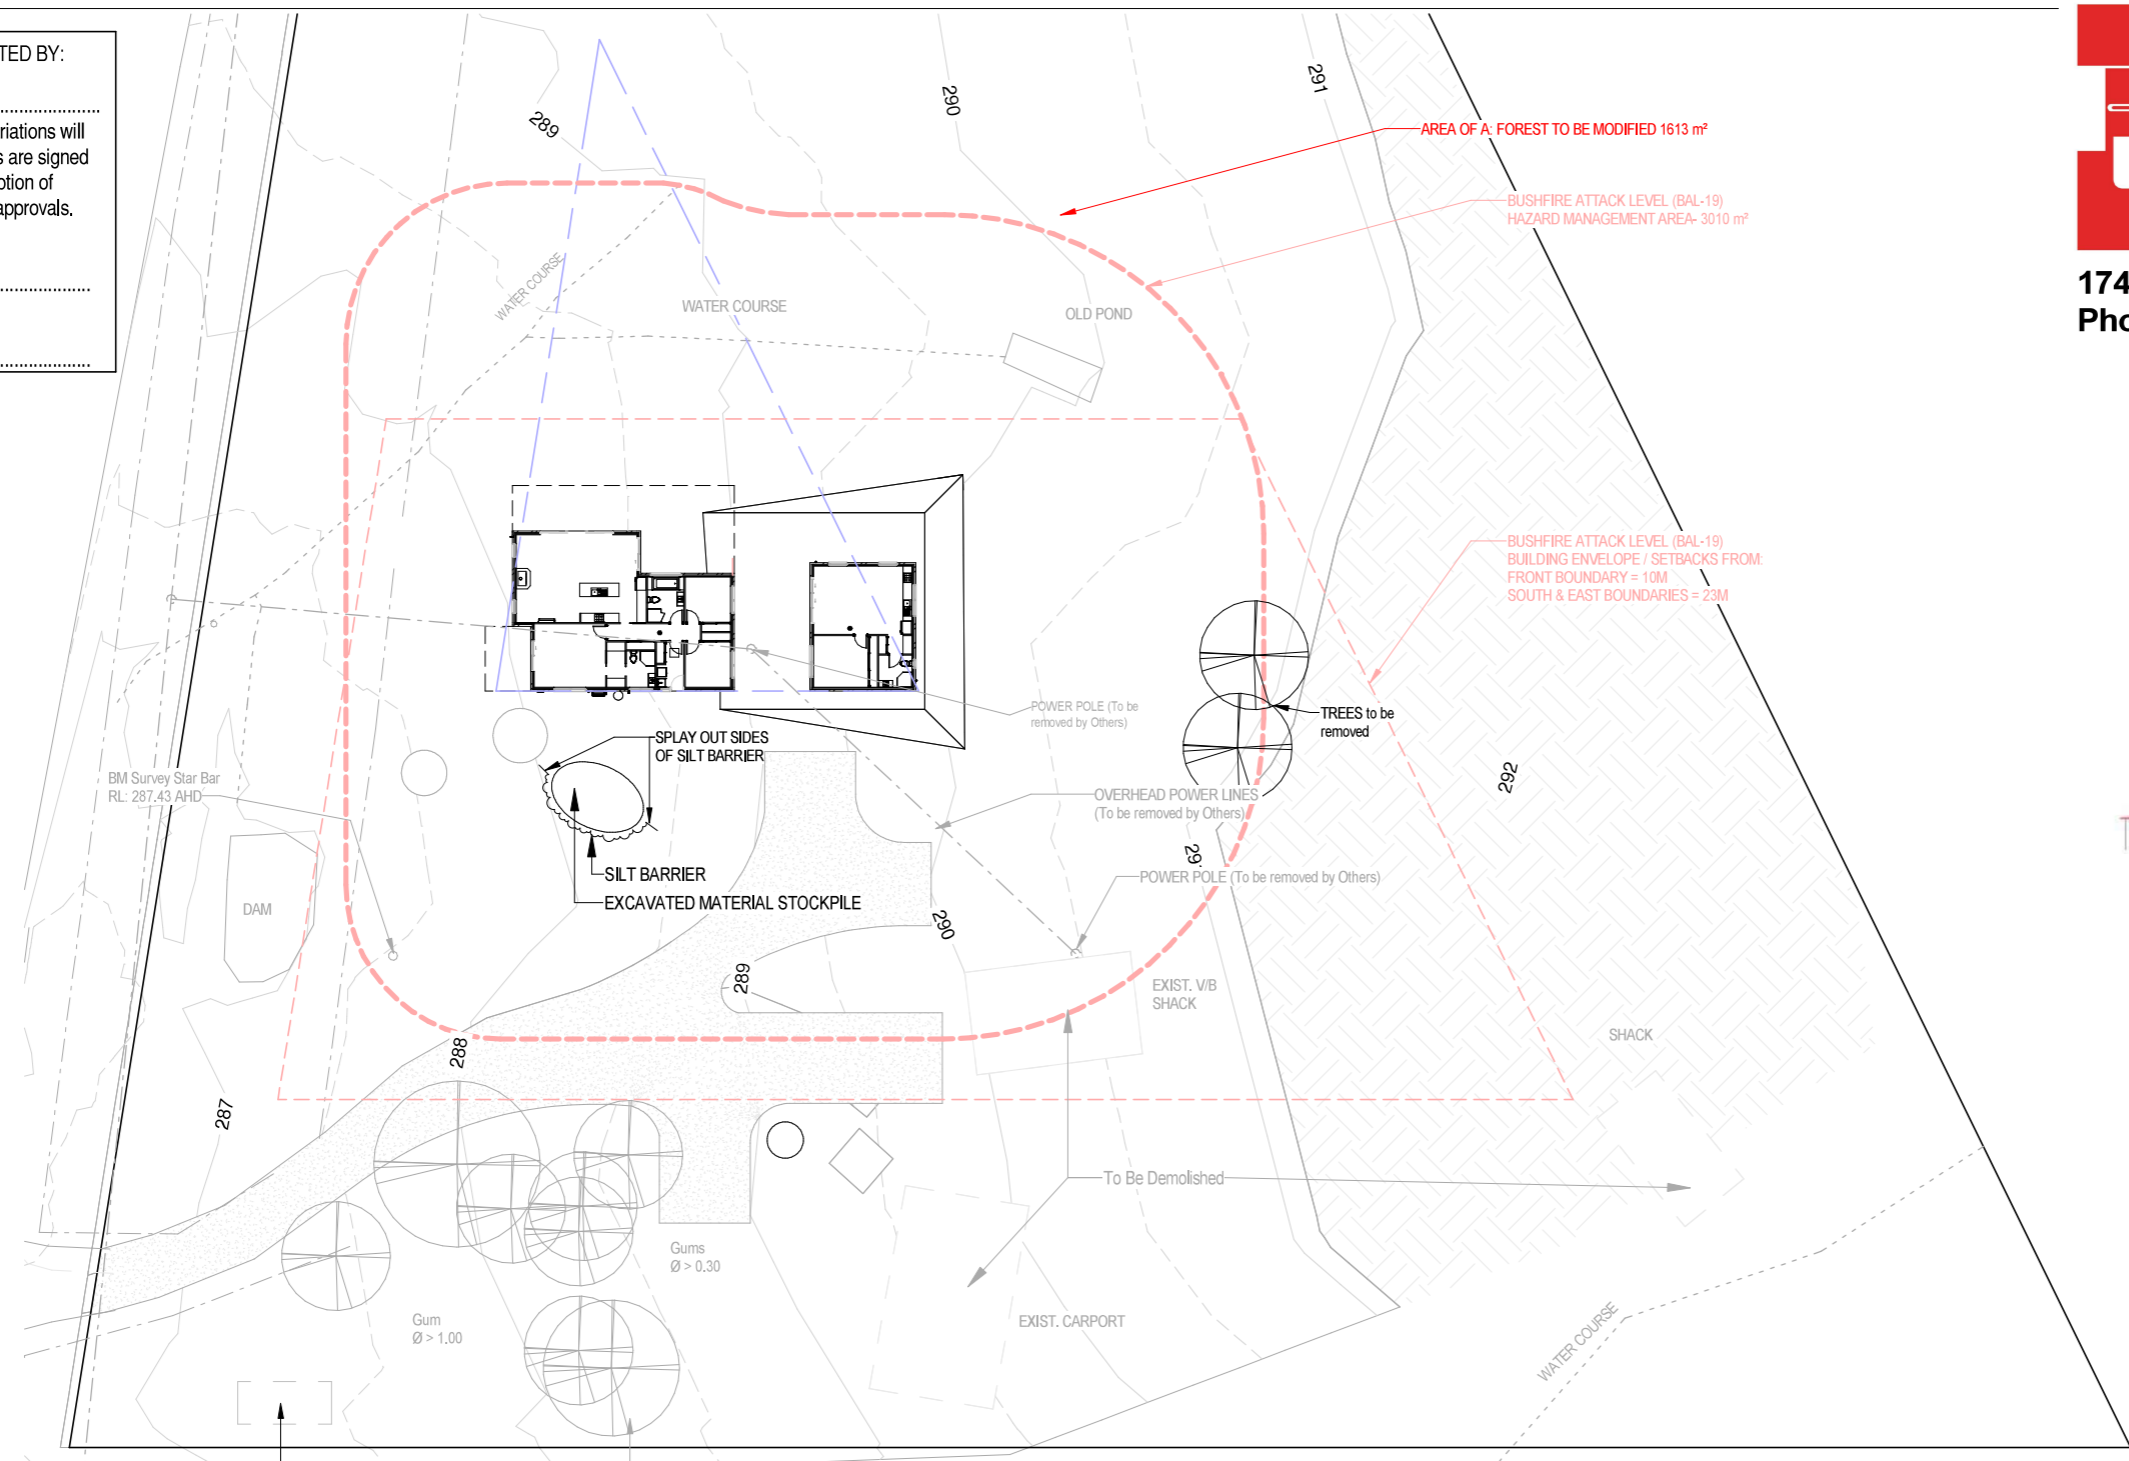 TED BY:
riations will
s are signed
otion of
approvals.
174
Pho
289
290
291
AREA OF A: FOREST TO BE MODIFIED 1613 m²
BUSHFIRE ATTACK LEVEL (BAL-19)
HAZARD MANAGEMENT AREA- 3010 m²
WATER COURSE
WATER COURSE
OLD POND
BUSHFIRE ATTACK LEVEL (BAL-19)
BUILDING ENVELOPE / SETBACKS FROM:
FRONT BOUNDARY = 10M
SOUTH & EAST BOUNDARIES = 23M
POWER POLE (To be
removed by Others)
TREES to be
removed
SPLAY OUT SIDES
OF SILT BARRIER
BM Survey Star Bar
RL: 287.43 AHD
OVERHEAD POWER LINES
(To be removed by Others)
292
29
SILT BARRIER
POWER POLE (To be removed by Others)
EXCAVATED MATERIAL STOCKPILE
DAM
290
289
EXIST. V/B
SHACK
SHACK
288
287
To Be Demolished
Gums
Ø > 0.30
Gum
Ø > 1.00
EXIST. CARPORT
WATER COURSE